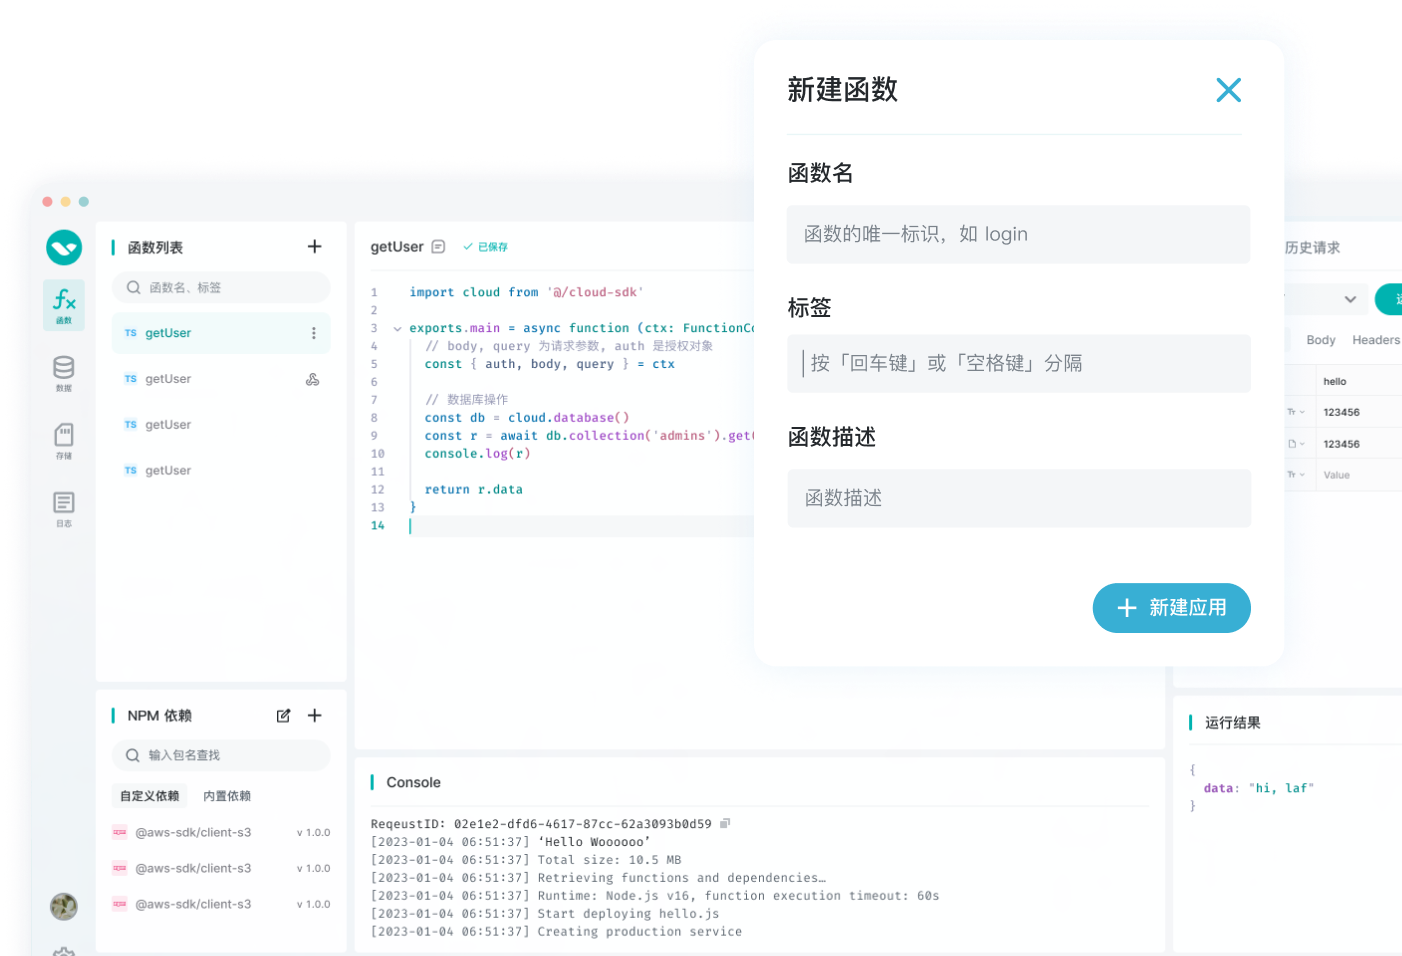 新建函数
函数名
函数的唯一标识，如 login
标签
按「回车键」或「空格键」分隔
函数描述
函数描述
新建应用
函数
数据
存储
日志
函数列表
函数名、标签
TS getUser
TS getUser
TS getUser
TS getUser
NPM 依赖
输入包名查找
自定义依赖 内置依赖
@aws-sdk/client-s3 v 1.0.0
@aws-sdk/client-s3 v 1.0.0
@aws-sdk/client-s3 v 1.0.0
getUser 已保存
1 import cloud from '@/cloud-sdk'
2
3 exports.main = async function (ctx: FunctionCo
4 // body, query 为请求参数, auth 是授权对象
5 const { auth, body, query } = ctx
6
7 // 数据库操作
8 const db = cloud.database()
9 const r = await db.collection('admins').get(
10 console.log(r)
11
12 return r.data
13 }
14
Console
ReqeustID: 02e1e2-dfd6-4617-87cc-62a3093b0d59
[2023-01-04 06:51:37] ‘Hello Woooooo’
[2023-01-04 06:51:37] Total size: 10.5 MB
[2023-01-04 06:51:37] Retrieving functions and dependencies…
[2023-01-04 06:51:37] Runtime: Node.js v16, function execution timeout: 60s
[2023-01-04 06:51:37] Start deploying hello.js
[2023-01-04 06:51:37] Creating production service
历史请求
Body Headers
hello
Tr 123456
123456
Tr Value
运行结果
{
data: "hi, laf"
}